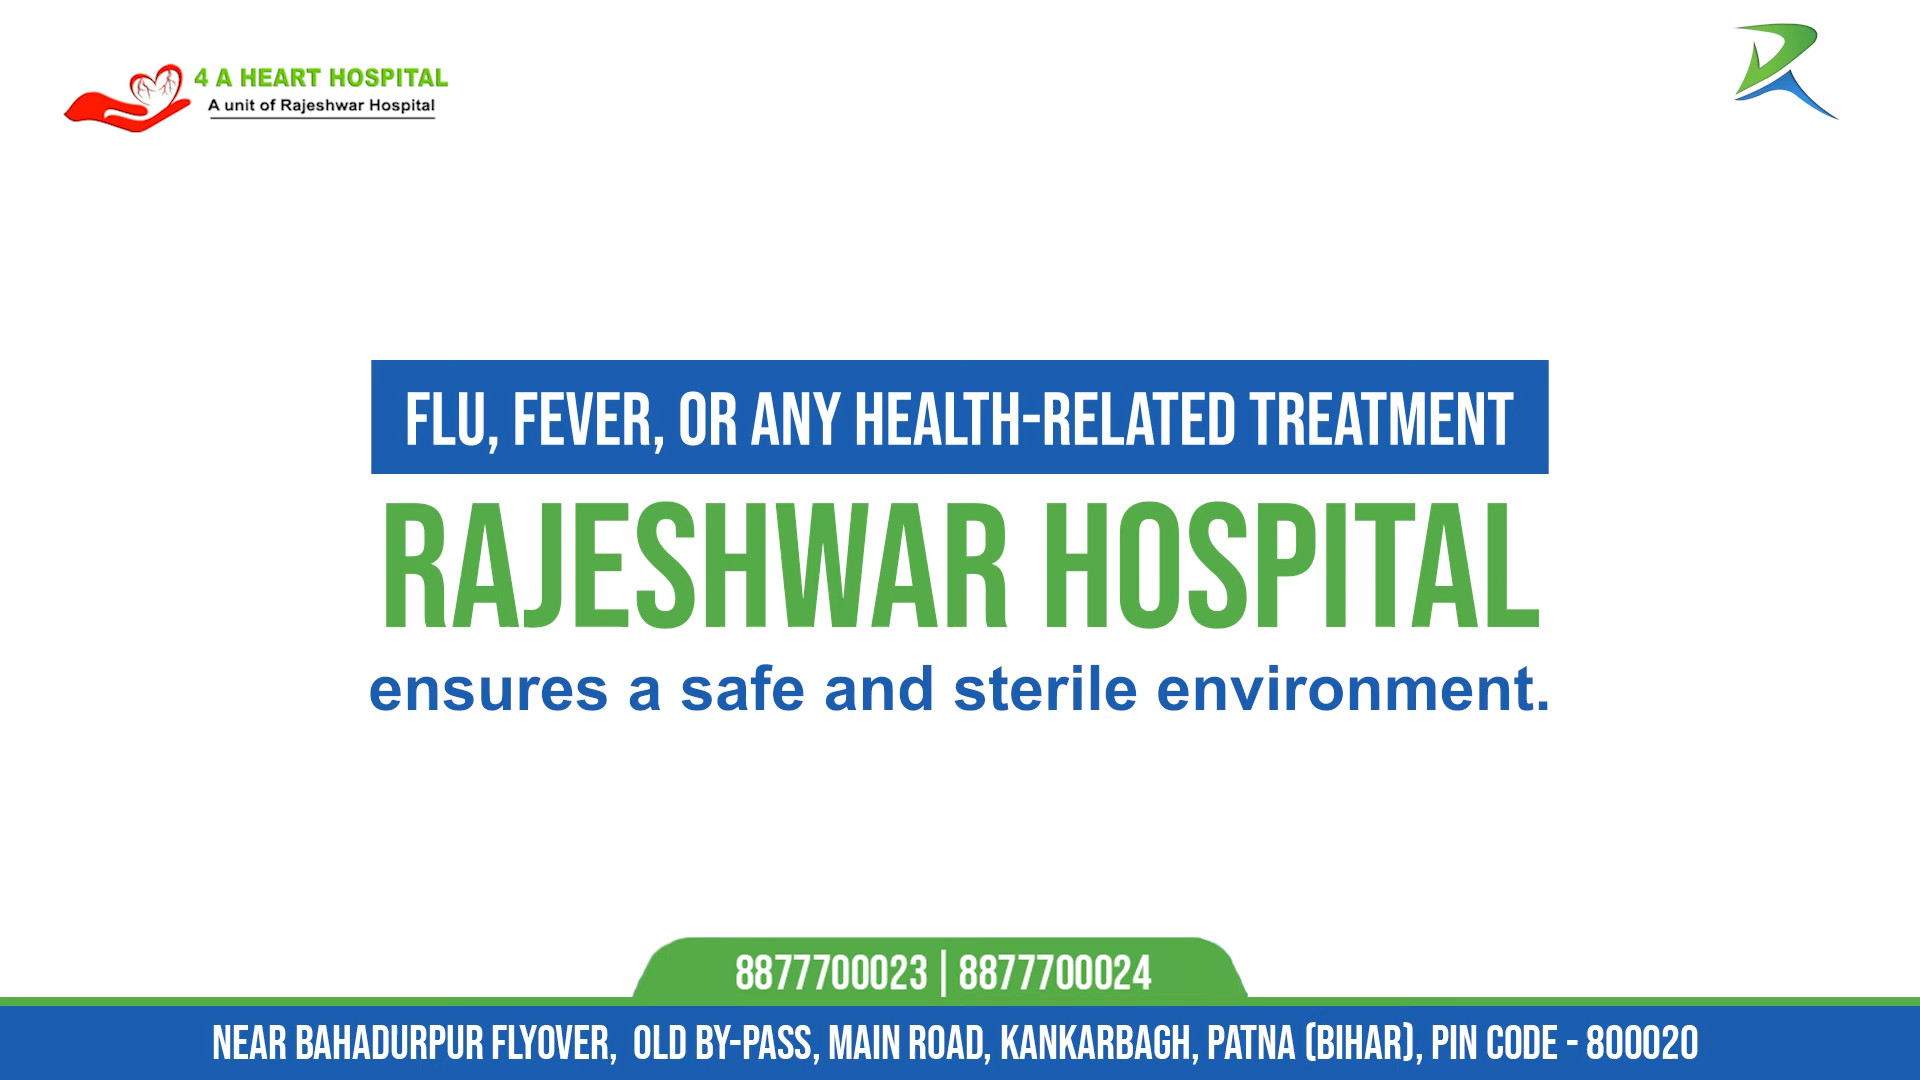 4 A HEART HOSPITAL
A unit of Rajeshwar Hospital
FLU, FEVER, OR ANY HEALTH-RELATED TREATMENT
RAJESHWAR HOSPITAL
ensures a safe and sterile environment.
8877700023 | 8877700024
NEAR BAHADURPUR FLYOVER, OLD BY-PASS, MAIN ROAD, KANKARBAGH, PATNA (BIHAR), PIN CODE - 800020